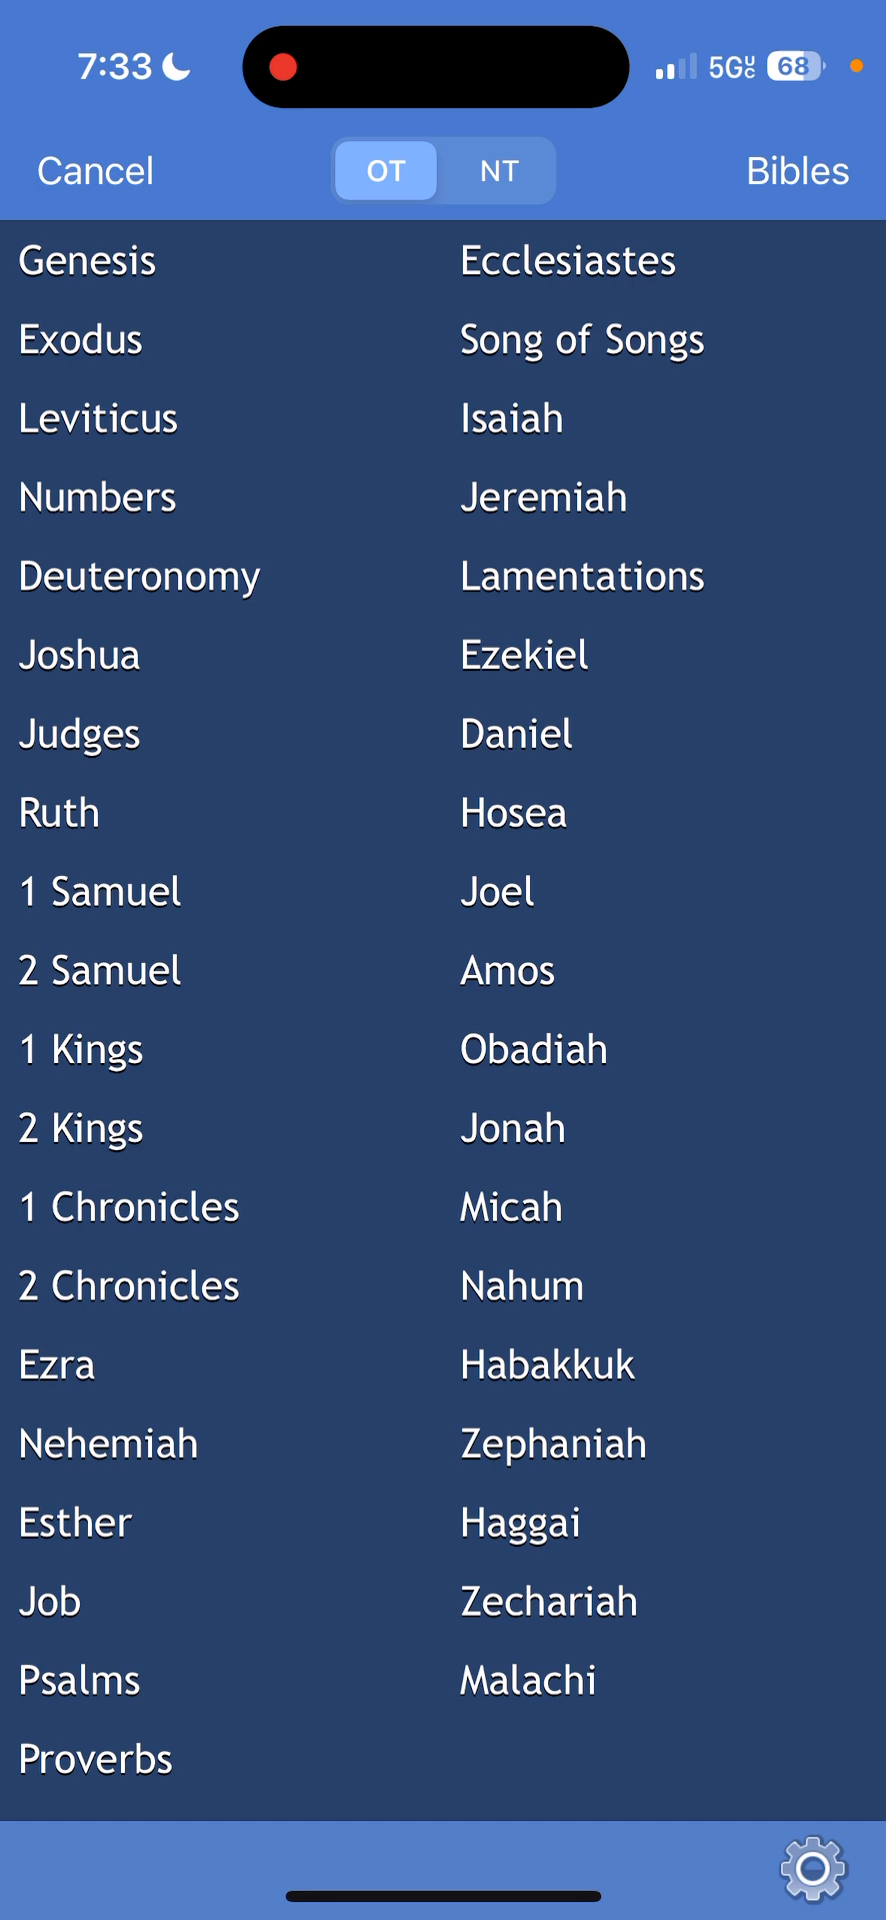 7:33
5GUC 68
Cancel
OT
NT
Bibles
Genesis
Exodus
Leviticus
Numbers
Deuteronomy
Joshua
Judges
Ruth
1 Samuel
2 Samuel
1 Kings
2 Kings
1 Chronicles
2 Chronicles
Ezra
Nehemiah
Esther
Job
Psalms
Proverbs
Ecclesiastes
Song of Songs
Isaiah
Jeremiah
Lamentations
Ezekiel
Daniel
Hosea
Joel
Amos
Obadiah
Jonah
Micah
Nahum
Habakkuk
Zephaniah
Haggai
Zechariah
Malachi